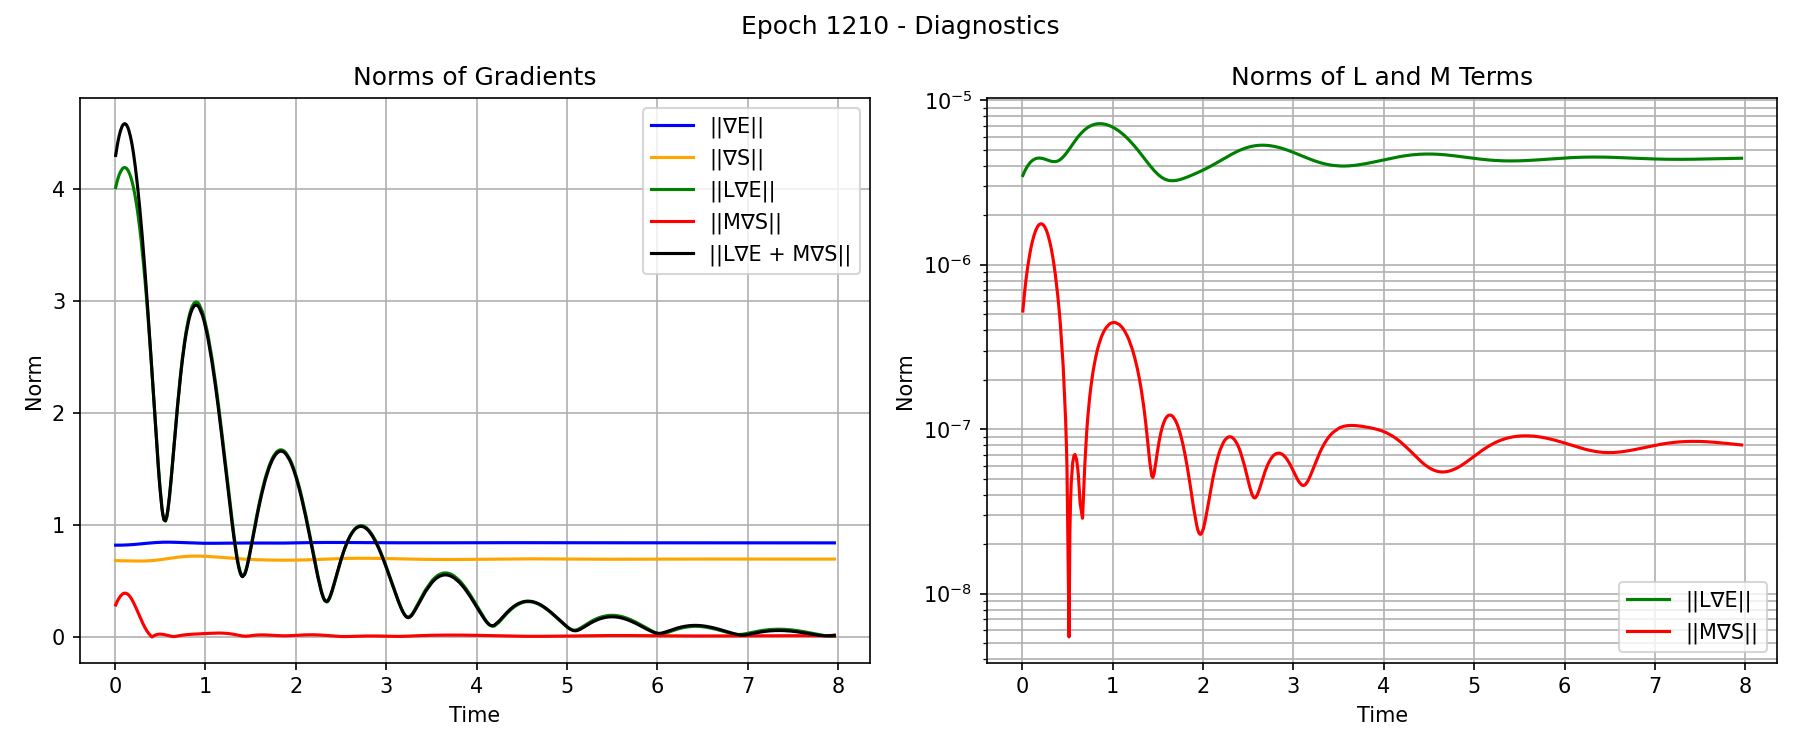 Epoch 1210 - Diagnostics
Norms of Gradients
Norm
4
3
2
1
0
0 1 2 3 4 5 6 7 8
Time
||∇E||
||∇S||
||L∇E||
||M∇S||
||L∇E + M∇S||
Norms of L and M Terms
Norm
10⁻⁵
10⁻⁶
10⁻⁷
10⁻⁸
0 1 2 3 4 5 6 7 8
Time
||L∇E||
||M∇S||